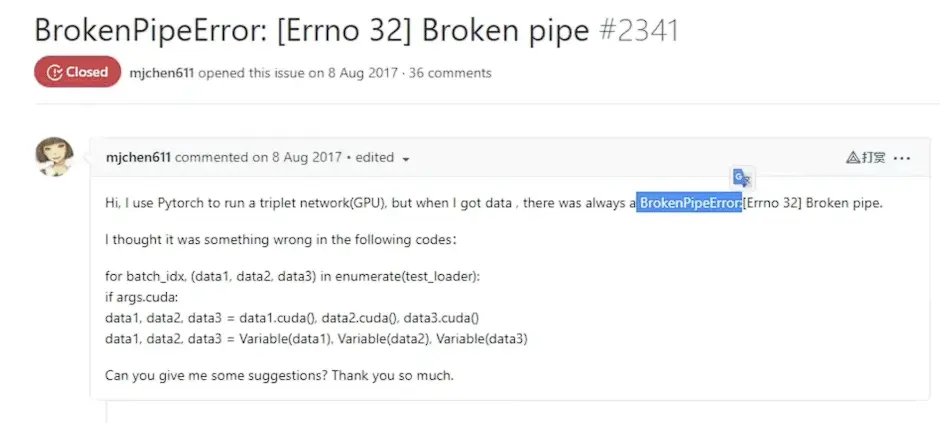 BrokenPipeError: [Errno 32] Broken pipe #2341
Closed mjchen611 opened this issue on 8 Aug 2017 · 36 comments
mjchen611 commented on 8 Aug 2017 • edited 打赏 ...
Hi, I use Pytorch to run a triplet network(GPU), but when I got data , there was always a BrokenPipeError:[Errno 32] Broken pipe.
I thought it was something wrong in the following codes：
for batch_idx, (data1, data2, data3) in enumerate(test_loader):
if args.cuda:
data1, data2, data3 = data1.cuda(), data2.cuda(), data3.cuda()
data1, data2, data3 = Variable(data1), Variable(data2), Variable(data3)
Can you give me some suggestions? Thank you so much.